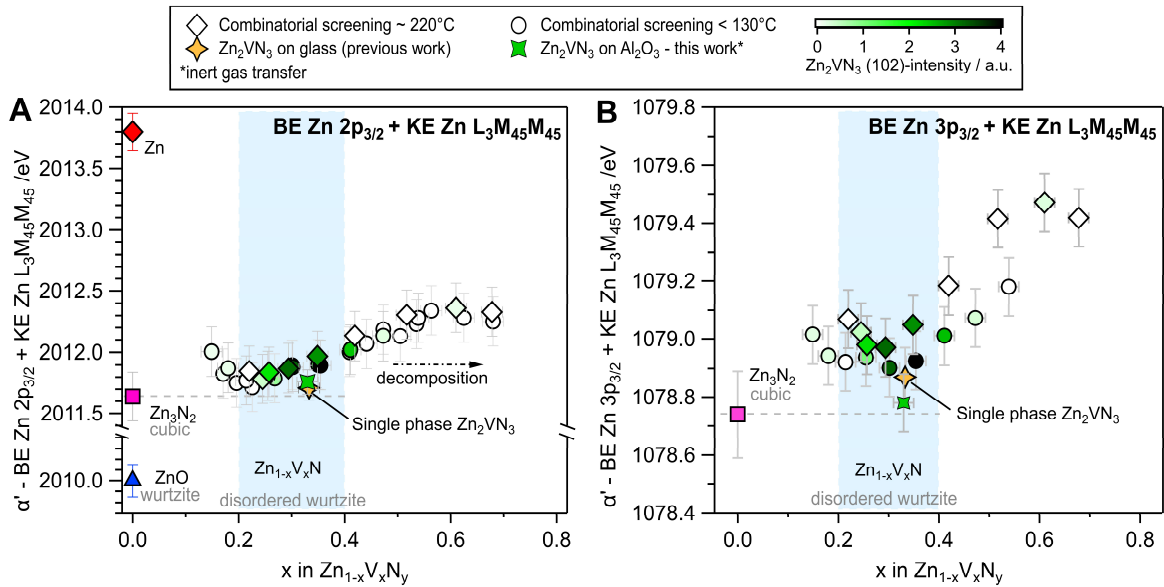 Combinatorial screening ~ 220°C
Combinatorial screening < 130°C
Zn₂VN₃ on glass (previous work)
Zn₂VN₃ on Al₂O₃ - this work*
*inert gas transfer
0 1 2 3 4
Zn₂VN₃ (102)-intensity / a.u.
A
BE Zn 2p₃/₂ + KE Zn L₃M₄₅M₄₅
α' - BE Zn 2p₃/₂ + KE Zn L₃M₄₅M₄₅ /eV
2014.0
2013.5
2013.0
2012.5
2012.0
2011.5
2010.0
Zn
decomposition
Zn₃N₂
cubic
Single phase Zn₂VN₃
ZnO
wurtzite
Zn₁₋ₓVₓN
disordered wurtzite
0.0 0.2 0.4 0.6 0.8
x in Zn₁₋ₓVₓNᵧ
B
BE Zn 3p₃/₂ + KE Zn L₃M₄₅M₄₅
α' - BE Zn 3p₃/₂ + KE Zn L₃M₄₅M₄₅ /eV
1079.8
1079.6
1079.4
1079.2
1079.0
1078.8
1078.6
1078.4
Zn₃N₂
cubic
Single phase Zn₂VN₃
Zn₁₋ₓVₓN
disordered wurtzite
0.0 0.2 0.4 0.6 0.8
x in Zn₁₋ₓVₓNᵧ